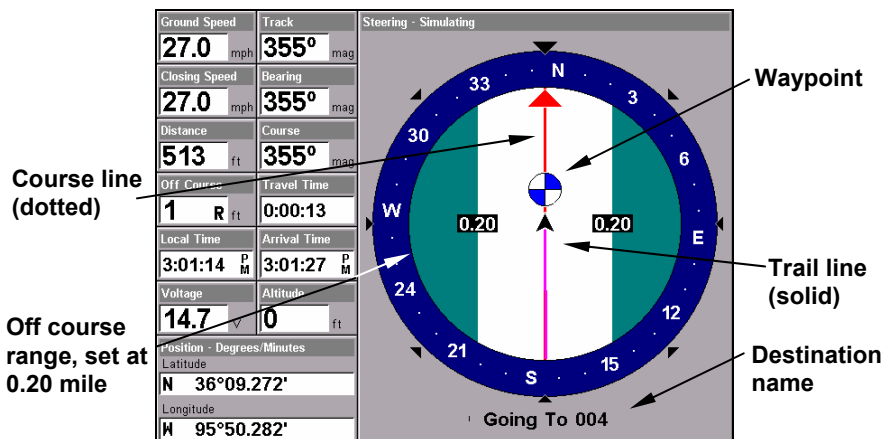 Ground Speed
27.0 mph
Track
355º mag
Closing Speed
27.0 mph
Bearing
355º mag
Distance
513 ft
Course
355º mag
Off Course
1 R ft
Travel Time
0:00:13
Local Time
3:01:14 PM
Arrival Time
3:01:27 PM
Voltage
14.7 V
Altitude
0 ft
Position - Degrees/Minutes
Latitude
N 36°09.272'
Longitude
W 95°50.282'
Steering - Simulating
N
33
3
30
6
W
E
24
12
21
15
S
0.20
0.20
Going To 004
Course line
(dotted)
Off course
range, set at
0.20 mile
Waypoint
Trail line
(solid)
Destination
name